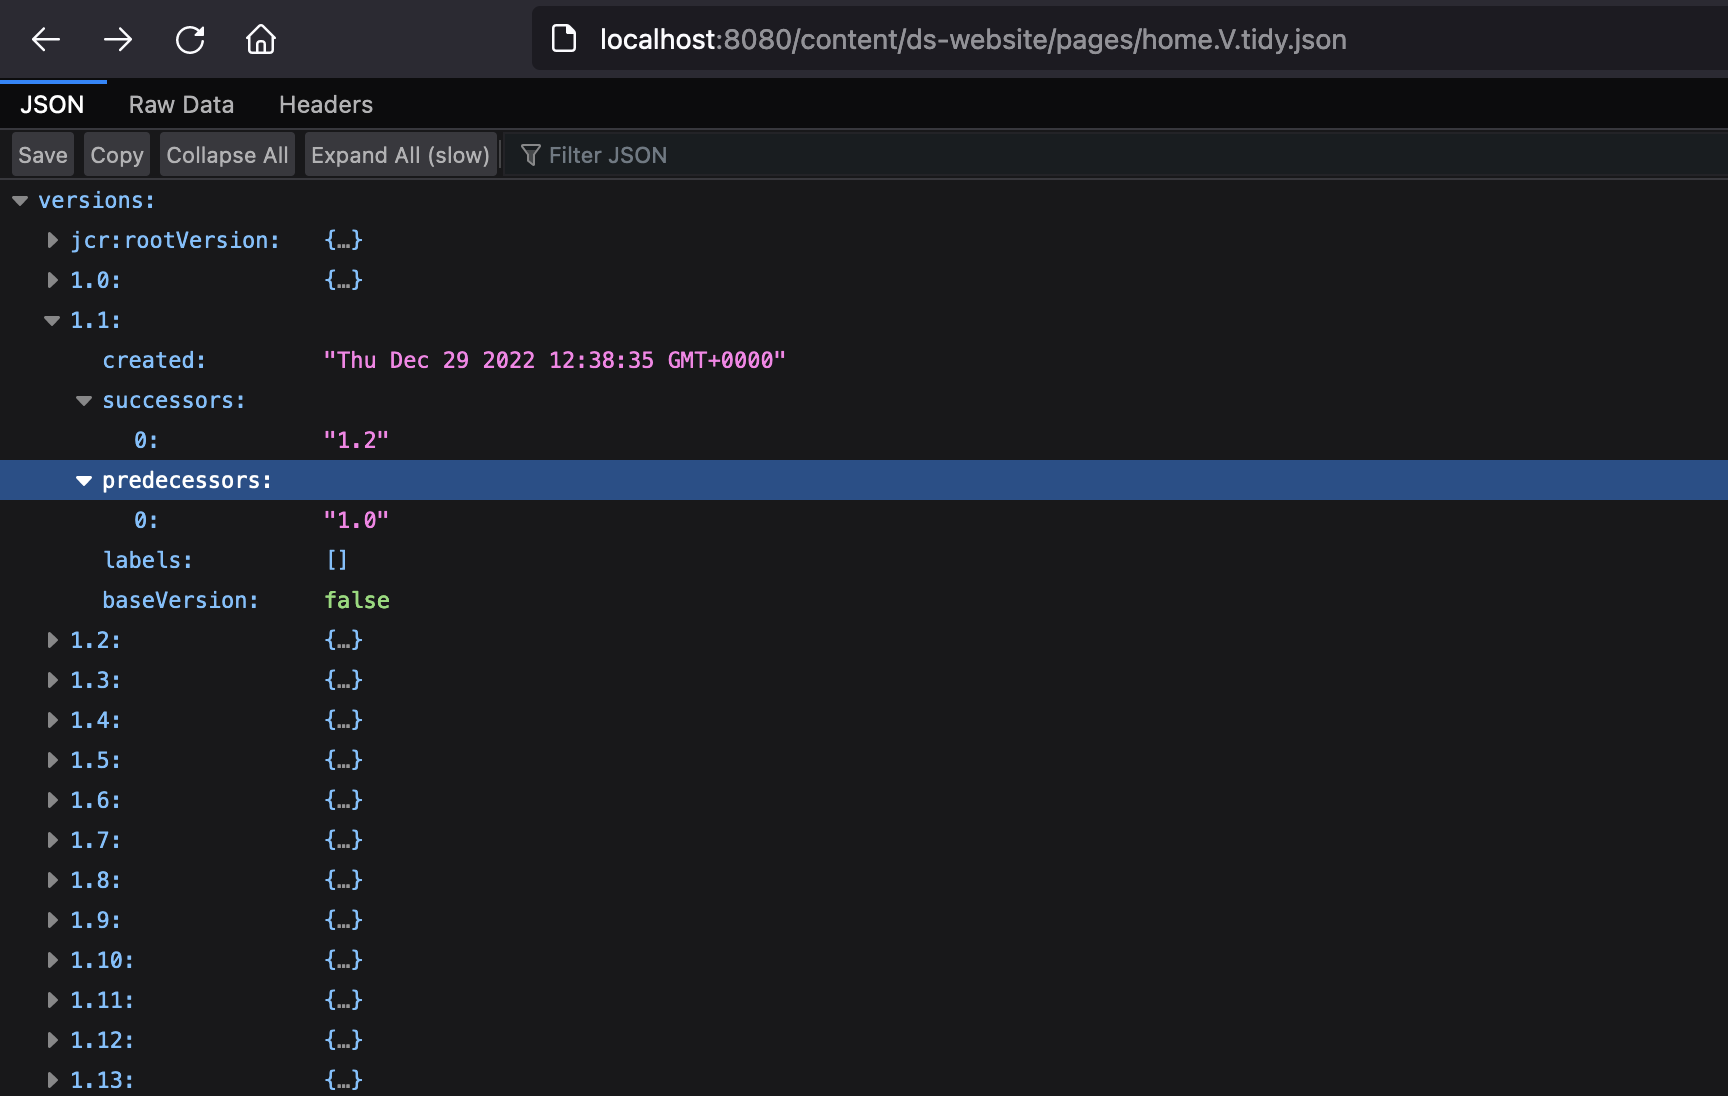 localhost:8080/content/ds-website/pages/home.V.tidy.json
JSON Raw Data Headers
Save Copy Collapse All Expand All (slow) Filter JSON
versions:
jcr:rootVersion: {…}
1.0: {…}
1.1:
created: "Thu Dec 29 2022 12:38:35 GMT+0000"
successors:
0: "1.2"
predecessors:
0: "1.0"
labels: []
baseVersion: false
1.2: {…}
1.3: {…}
1.4: {…}
1.5: {…}
1.6: {…}
1.7: {…}
1.8: {…}
1.9: {…}
1.10: {…}
1.11: {…}
1.12: {…}
1.13: {…}